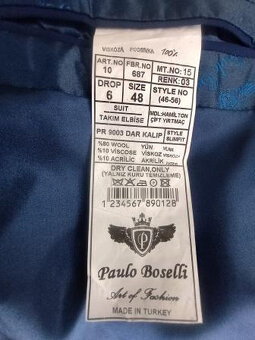 VISKOZA PODSTAVA 100%
ART.NO FBR.NO MT.NO: 15
10 687 RENK: 03
DROP SIZE STYLE NO
6 48 (46-56)
SUIT MDL:HAMILTON
TAKIM ELBİSE ÇİFT YIRTMAÇ
PR 9003 DAR KALIP STYLE SLIMFIT
%80 WOOL YÜN
%10 VISCOSE VİSKOZ
%10 ACRILIC AKRİLİK
DRY CLEAN,ONLY
(YALNIZ KURU TEMİZLEME)
1 234567 890128
P
Paulo Boselli
Art of Fashion
MADE IN TURKEY